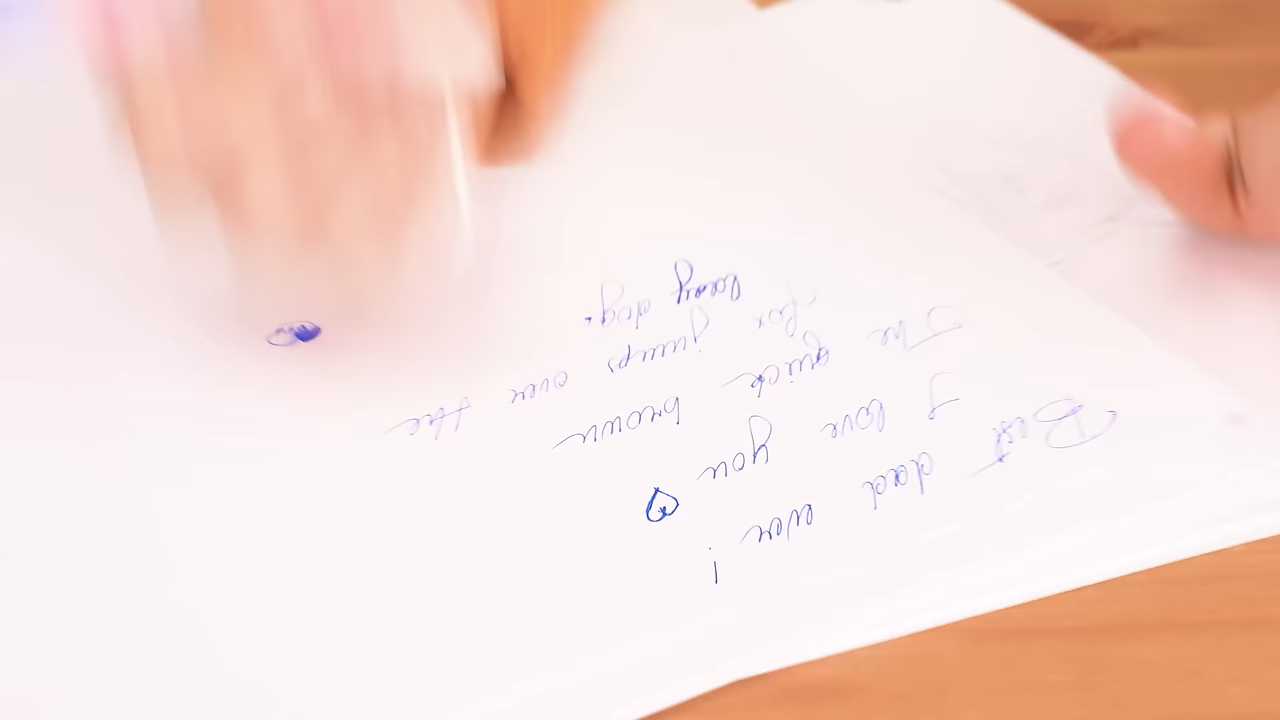 Best dad ever !
I love you ♡
The quick brown
fox jumps over the
lazy dog.